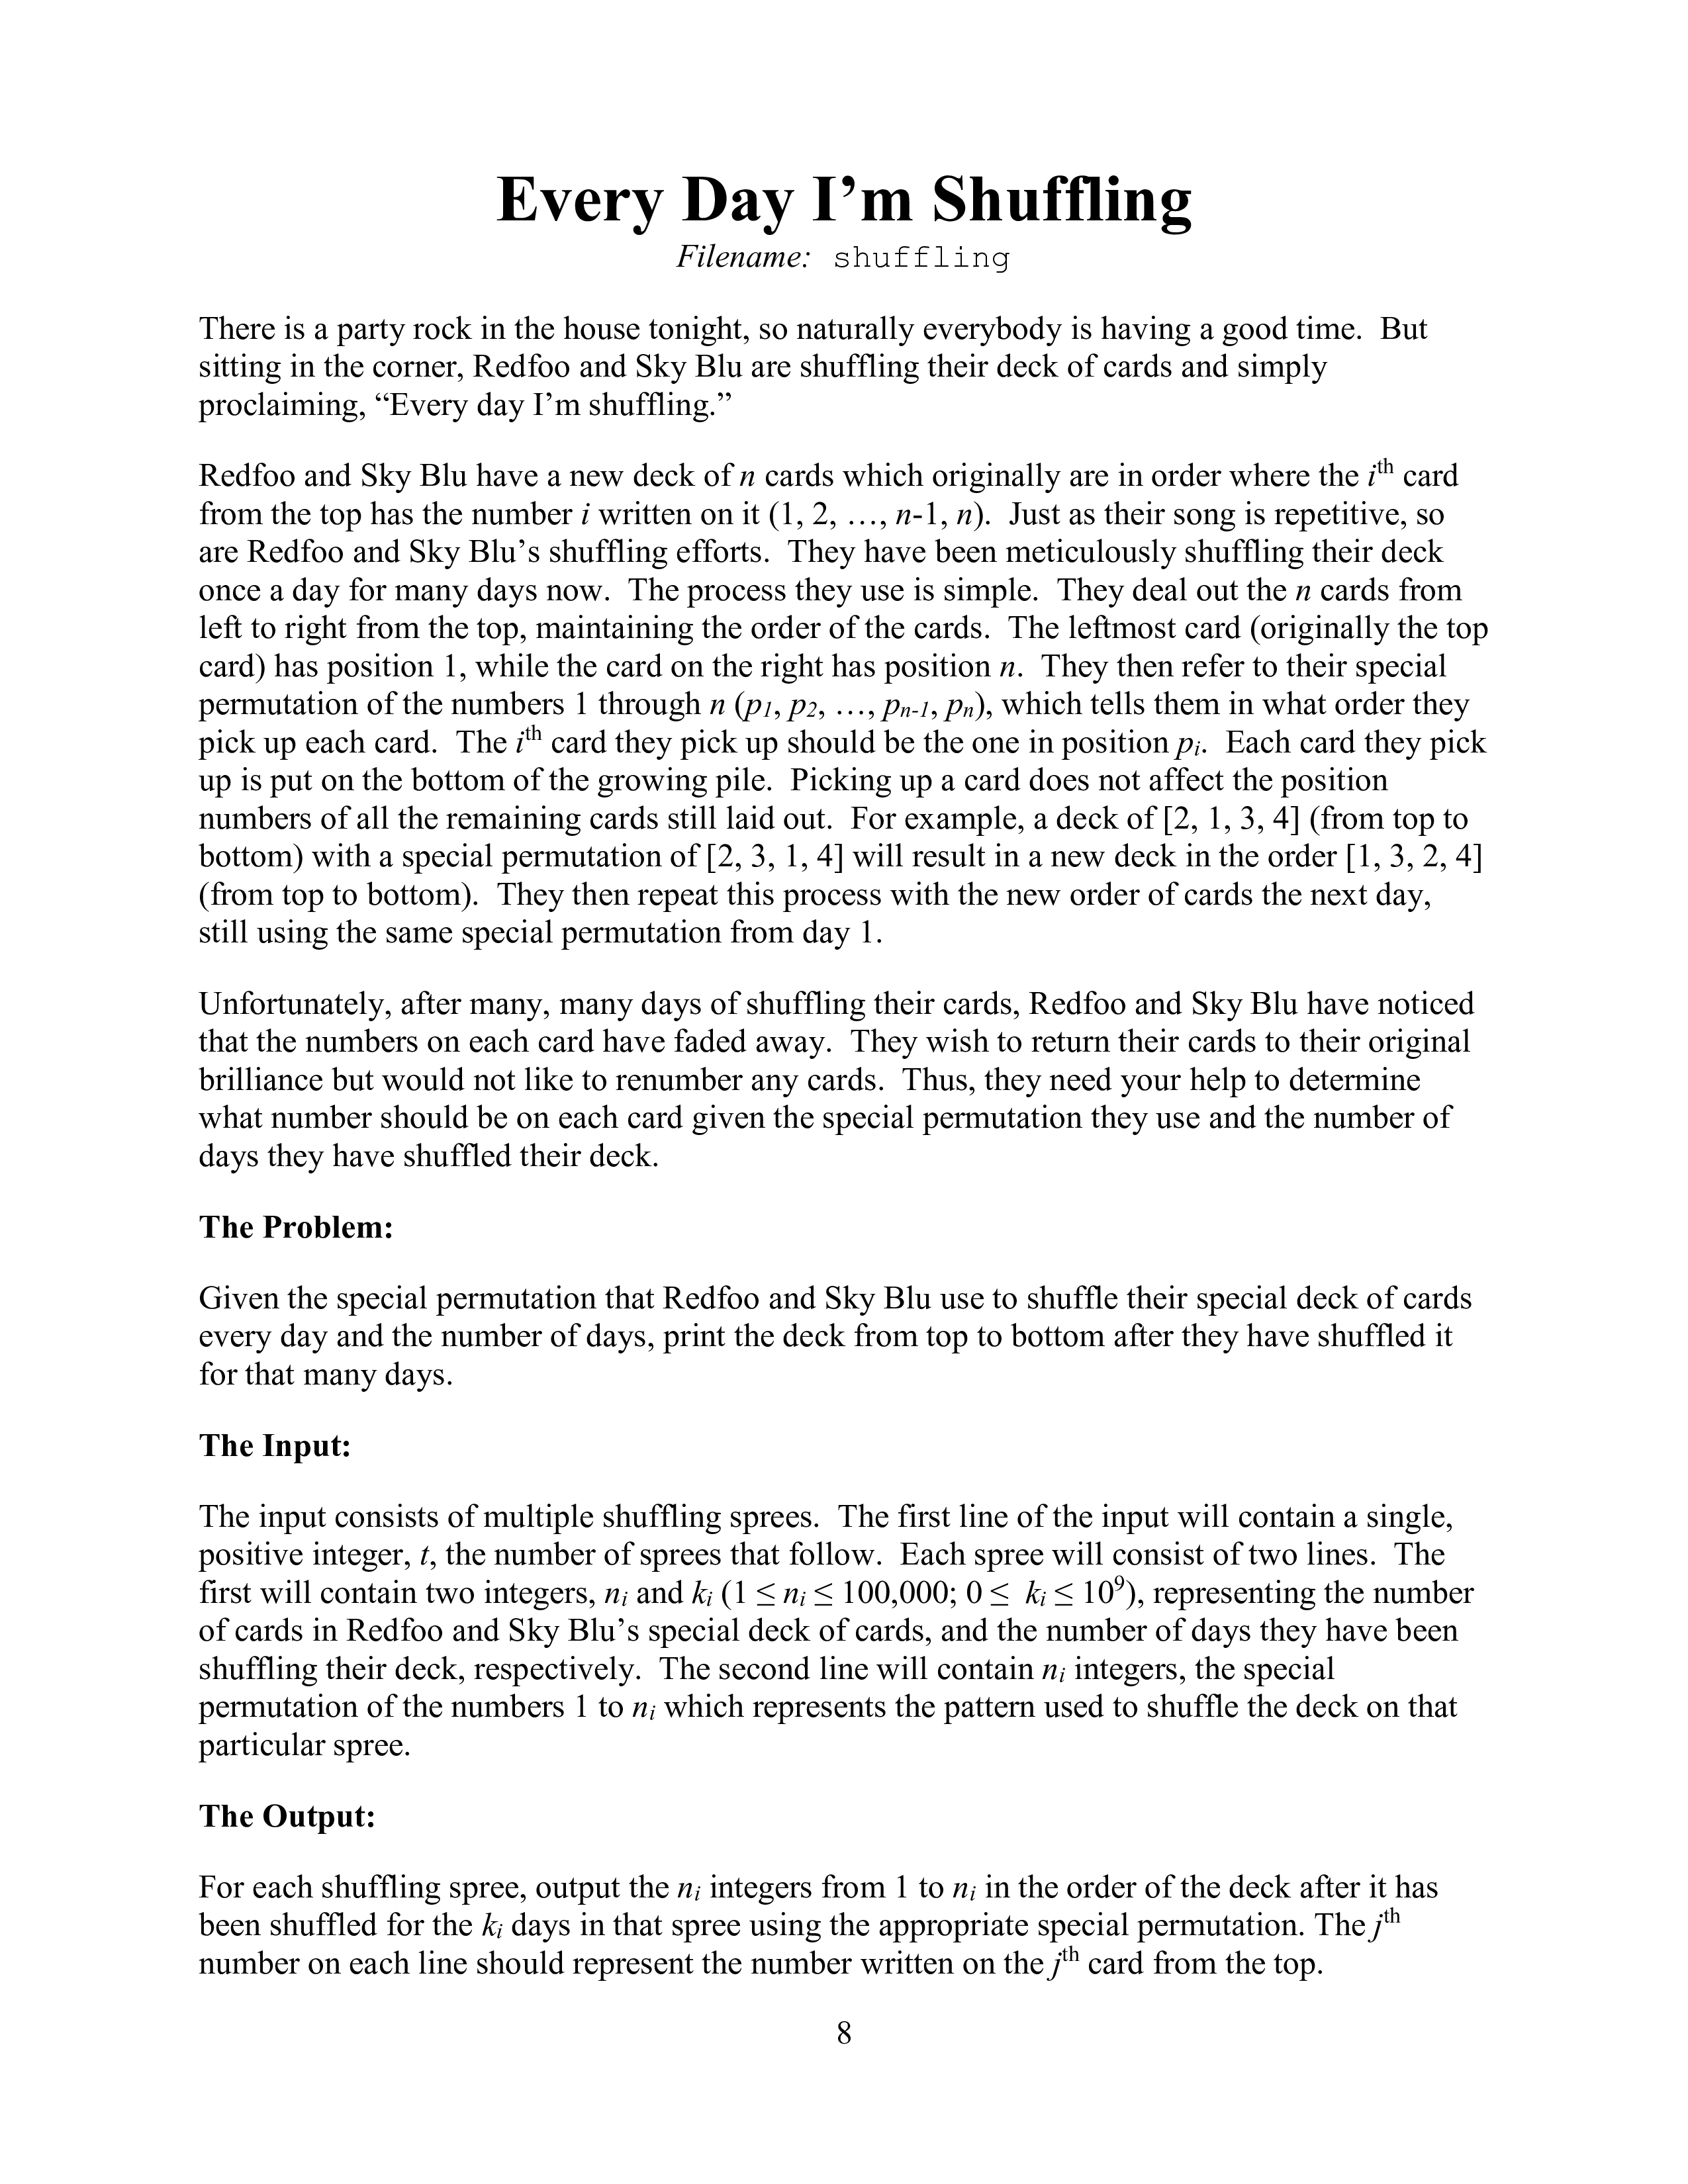 Every Day I’m Shuffling
Filename: shuffling
There is a party rock in the house tonight, so naturally everybody is having a good time. But
sitting in the corner, Redfoo and Sky Blu are shuffling their deck of cards and simply
proclaiming, “Every day I’m shuffling.”
Redfoo and Sky Blu have a new deck of n cards which originally are in order where the iᵗʰ card
from the top has the number i written on it (1, 2, …, n-1, n). Just as their song is repetitive, so
are Redfoo and Sky Blu’s shuffling efforts. They have been meticulously shuffling their deck
once a day for many days now. The process they use is simple. They deal out the n cards from
left to right from the top, maintaining the order of the cards. The leftmost card (originally the top
card) has position 1, while the card on the right has position n. They then refer to their special
permutation of the numbers 1 through n (p₁, p₂, …, pₙ₋₁, pₙ), which tells them in what order they
pick up each card. The iᵗʰ card they pick up should be the one in position pᵢ. Each card they pick
up is put on the bottom of the growing pile. Picking up a card does not affect the position
numbers of all the remaining cards still laid out. For example, a deck of [2, 1, 3, 4] (from top to
bottom) with a special permutation of [2, 3, 1, 4] will result in a new deck in the order [1, 3, 2, 4]
(from top to bottom). They then repeat this process with the new order of cards the next day,
still using the same special permutation from day 1.
Unfortunately, after many, many days of shuffling their cards, Redfoo and Sky Blu have noticed
that the numbers on each card have faded away. They wish to return their cards to their original
brilliance but would not like to renumber any cards. Thus, they need your help to determine
what number should be on each card given the special permutation they use and the number of
days they have shuffled their deck.
The Problem:
Given the special permutation that Redfoo and Sky Blu use to shuffle their special deck of cards
every day and the number of days, print the deck from top to bottom after they have shuffled it
for that many days.
The Input:
The input consists of multiple shuffling sprees. The first line of the input will contain a single,
positive integer, t, the number of sprees that follow. Each spree will consist of two lines. The
first will contain two integers, nᵢ and kᵢ (1 ≤ nᵢ ≤ 100,000; 0 ≤ kᵢ ≤ 10⁹), representing the number
of cards in Redfoo and Sky Blu’s special deck of cards, and the number of days they have been
shuffling their deck, respectively. The second line will contain nᵢ integers, the special
permutation of the numbers 1 to nᵢ which represents the pattern used to shuffle the deck on that
particular spree.
The Output:
For each shuffling spree, output the nᵢ integers from 1 to nᵢ in the order of the deck after it has
been shuffled for the kᵢ days in that spree using the appropriate special permutation. The jᵗʰ
number on each line should represent the number written on the jᵗʰ card from the top.
8